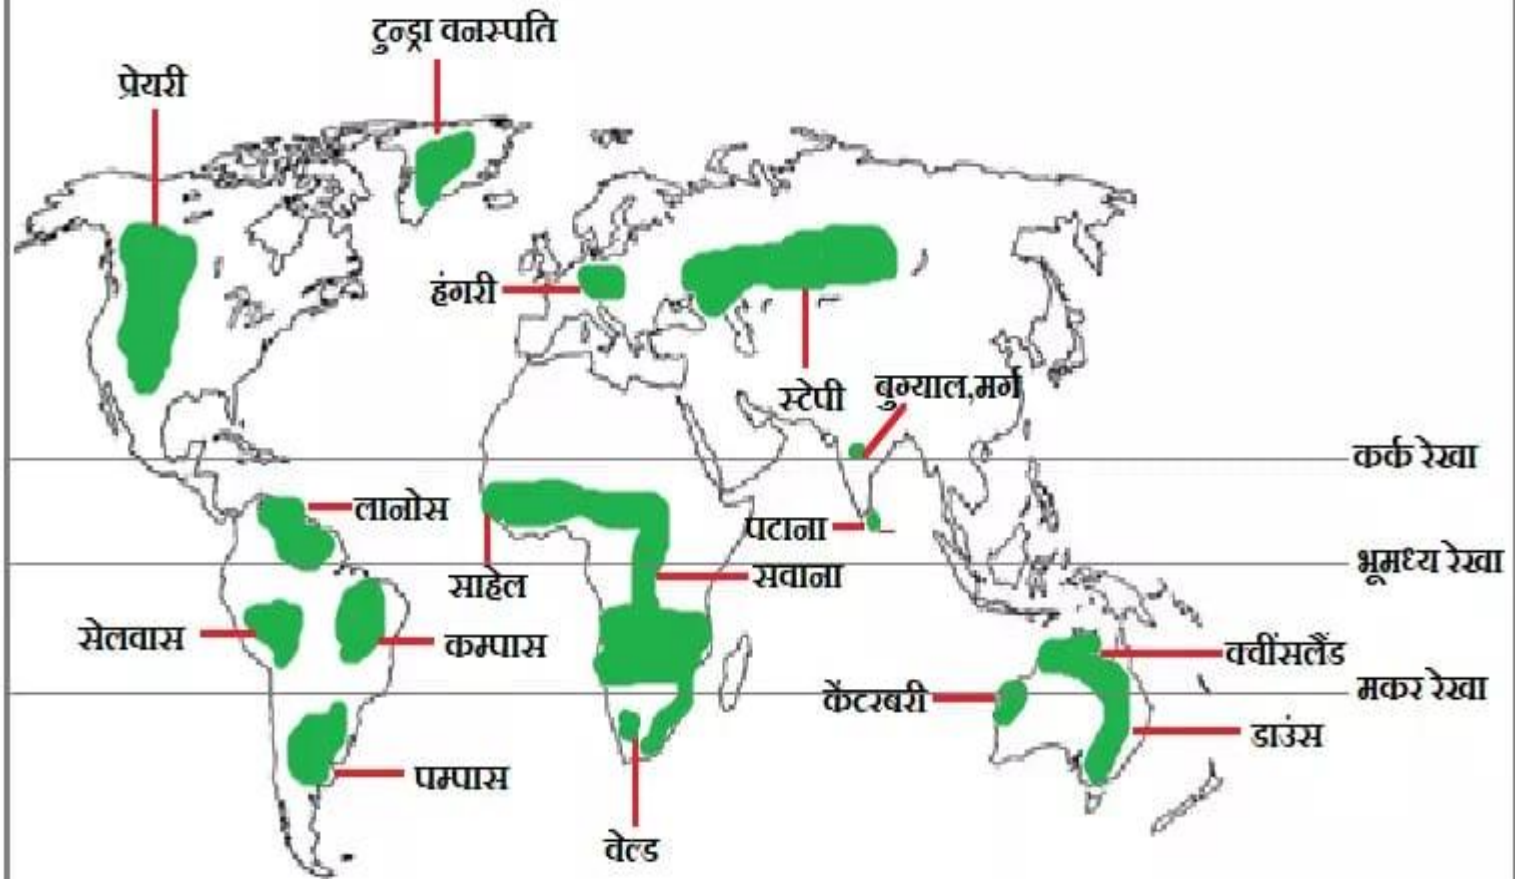 टुन्ड्रा वनस्पति
प्रेयरी
हंगरी
स्टेपी
बुग्याल,मर्ग
कर्क रेखा
लानोस
पटाना
भूमध्य रेखा
साहेल
सवाना
सेलवास
कम्पास
क्वींसलैंड
केंटरबरी
मकर रेखा
डाउंस
पम्पास
वेल्ड